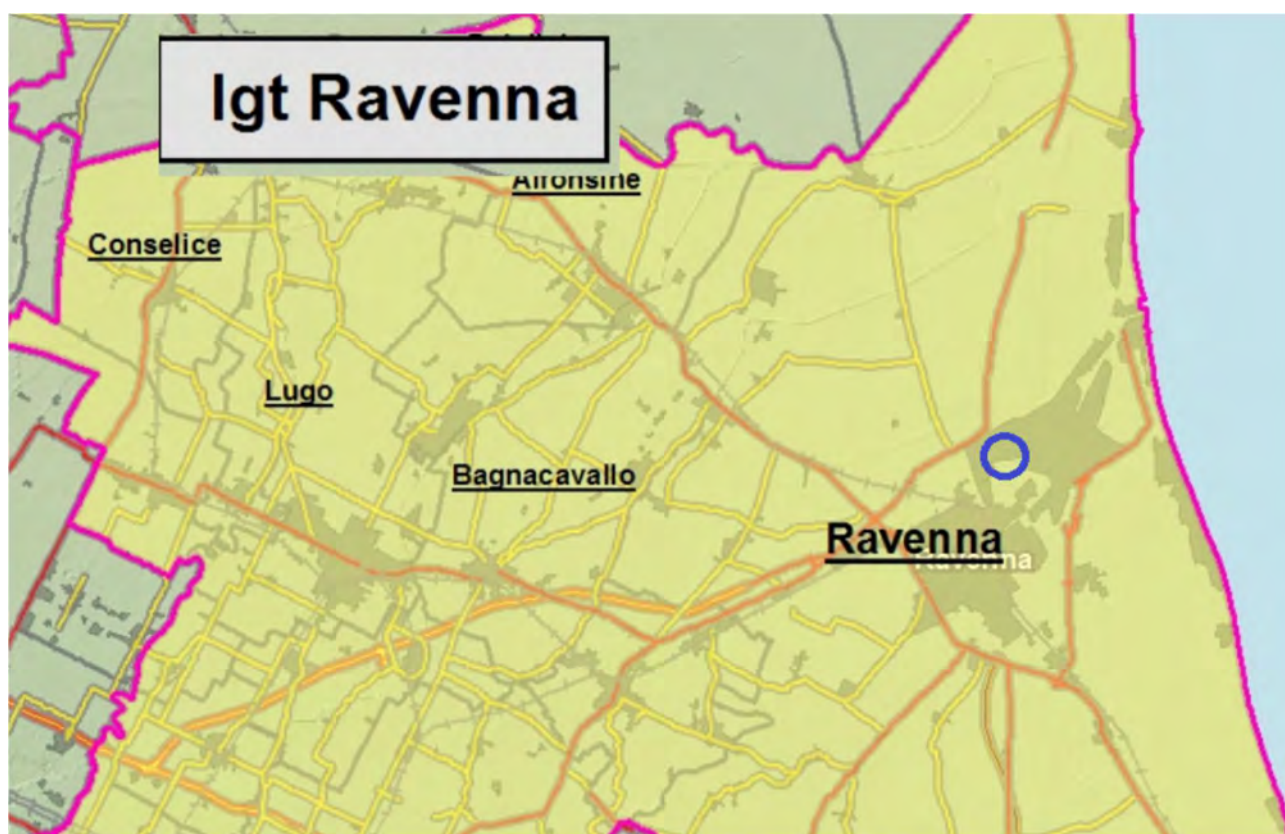 Igt Ravenna
Alfonsine
Conselice
Lugo
Bagnacavallo
Ravenna
Ravenna